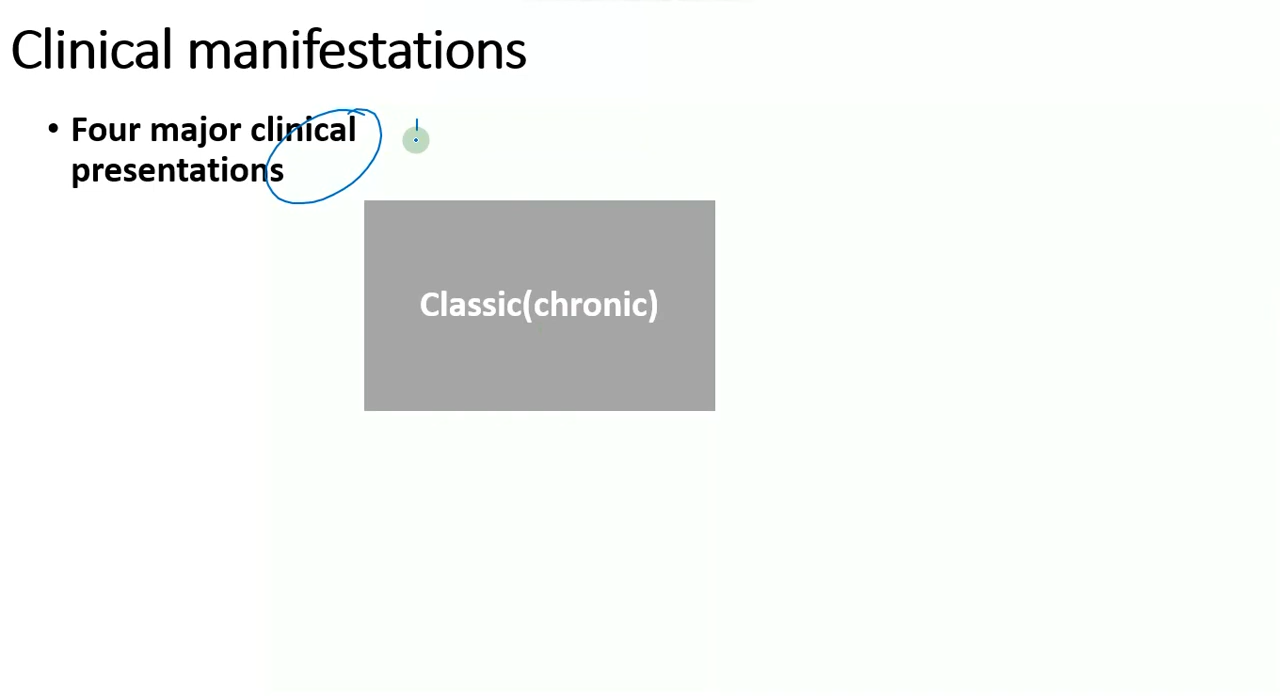 Clinical manifestations
• Four major clinical
presentations
Classic(chronic)